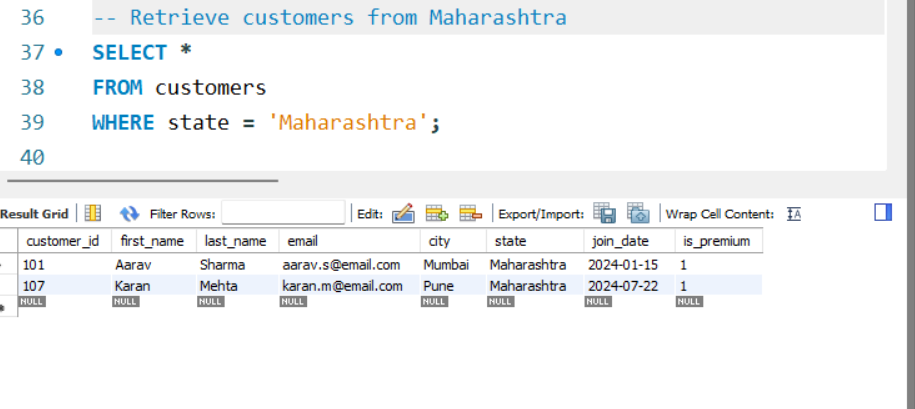 36 -- Retrieve customers from Maharashtra
37 SELECT *
38 FROM customers
39 WHERE state = 'Maharashtra';
40
Result Grid Filter Rows: Edit: Export/Import: Wrap Cell Content:
customer_id first_name last_name email city state join_date is_premium
101 Aarav Sharma aarav.s@email.com Mumbai Maharashtra 2024-01-15 1
107 Karan Mehta karan.m@email.com Pune Maharashtra 2024-07-22 1
NULL NULL NULL NULL NULL NULL NULL NULL